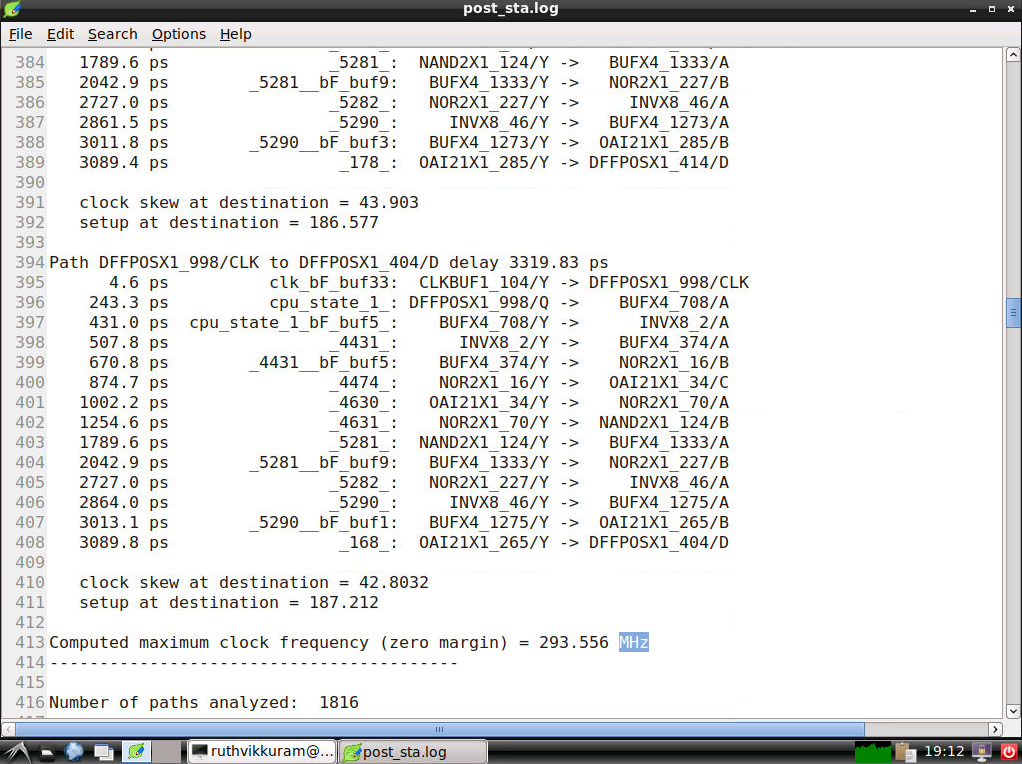 post_sta.log
File Edit Search Options Help
384 1789.6 ps _5281_: NAND2X1_124/Y -> BUFX4_1333/A
385 2042.9 ps _5281__bF_buf9: BUFX4_1333/Y -> NOR2X1_227/B
386 2727.0 ps _5282_: NOR2X1_227/Y -> INVX8_46/A
387 2861.5 ps _5290_: INVX8_46/Y -> BUFX4_1273/A
388 3011.8 ps _5290__bF_buf3: BUFX4_1273/Y -> OAI21X1_285/B
389 3089.4 ps _178_: OAI21X1_285/Y -> DFFPOSX1_414/D
390
391 clock skew at destination = 43.903
392 setup at destination = 186.577
393
394 Path DFFPOSX1_998/CLK to DFFPOSX1_404/D delay 3319.83 ps
395 4.6 ps clk_bF_buf33: CLKBUF1_104/Y -> DFFPOSX1_998/CLK
396 243.3 ps cpu_state_1_: DFFPOSX1_998/Q -> BUFX4_708/A
397 431.0 ps cpu_state_1_bF_buf5_: BUFX4_708/Y -> INVX8_2/A
398 507.8 ps _4431_: INVX8_2/Y -> BUFX4_374/A
399 670.8 ps _4431__bF_buf5: BUFX4_374/Y -> NOR2X1_16/B
400 874.7 ps _4474_: NOR2X1_16/Y -> OAI21X1_34/C
401 1002.2 ps _4630_: OAI21X1_34/Y -> NOR2X1_70/A
402 1254.6 ps _4631_: NOR2X1_70/Y -> NAND2X1_124/B
403 1789.6 ps _5281_: NAND2X1_124/Y -> BUFX4_1333/A
404 2042.9 ps _5281__bF_buf9: BUFX4_1333/Y -> NOR2X1_227/B
405 2727.0 ps _5282_: NOR2X1_227/Y -> INVX8_46/A
406 2864.0 ps _5290_: INVX8_46/Y -> BUFX4_1275/A
407 3013.1 ps _5290__bF_buf1: BUFX4_1275/Y -> OAI21X1_265/B
408 3089.8 ps _168_: OAI21X1_265/Y -> DFFPOSX1_404/D
409
410 clock skew at destination = 42.8032
411 setup at destination = 187.212
412
413 Computed maximum clock frequency (zero margin) = 293.556 MHz
414 -----------------------------------------
415
416 Number of paths analyzed: 1816
ruthvikkuram@... post_sta.log 19:12